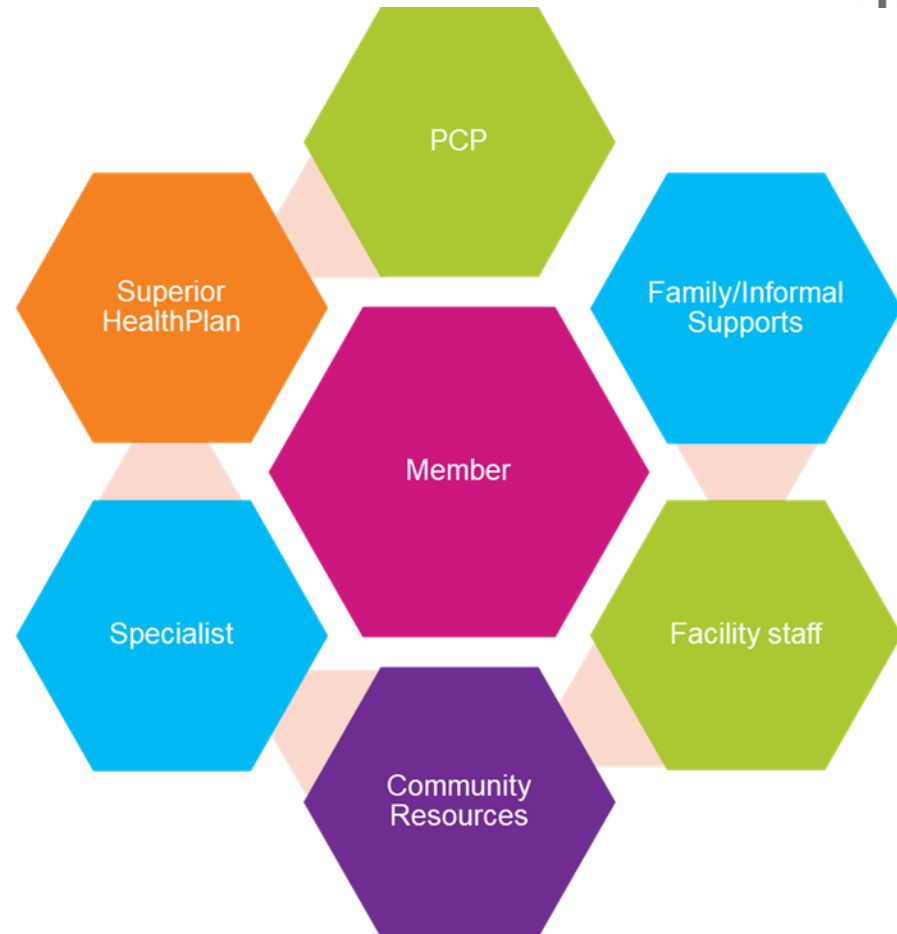 PCP
Superior
HealthPlan
Family/Informal
Supports
Member
Specialist
Facility staff
Community
Resources